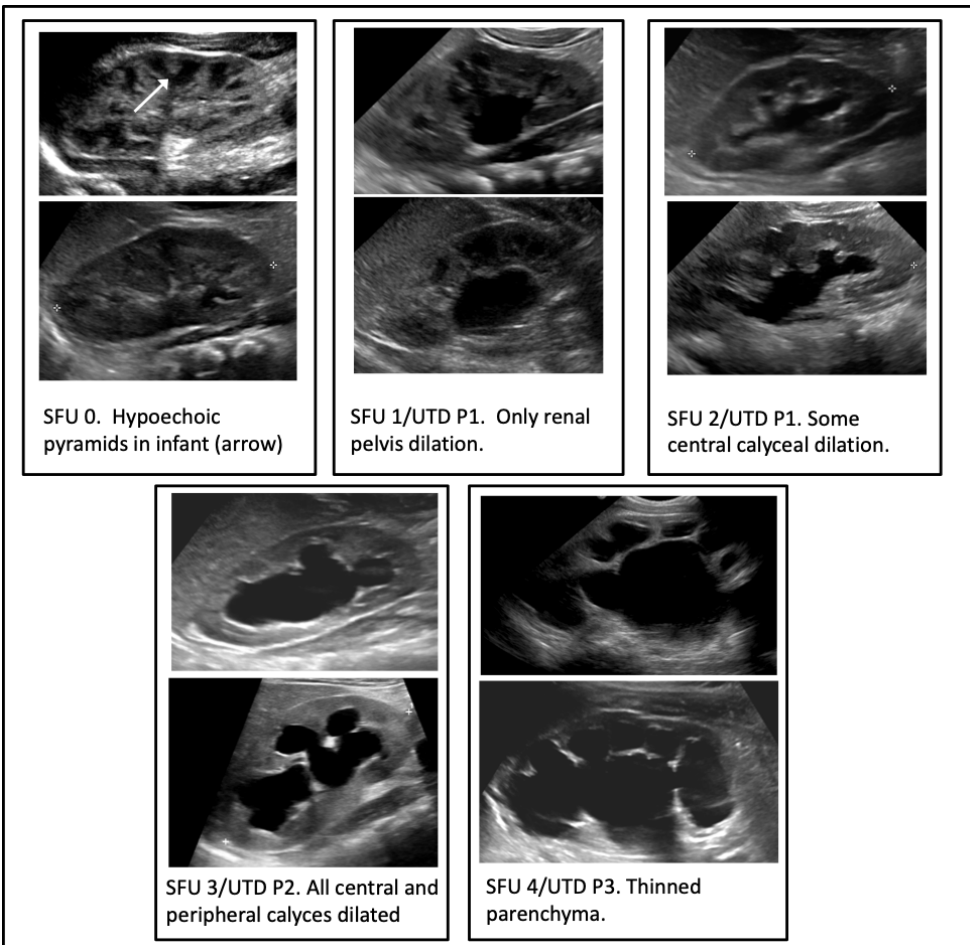 SFU 0.  Hypoechoic
pyramids in infant (arrow)
SFU 1/UTD P1.  Only renal
pelvis dilation.
SFU 2/UTD P1. Some
central calyceal dilation.
SFU 3/UTD P2. All central and
peripheral calyces dilated
SFU 4/UTD P3. Thinned
parenchyma.